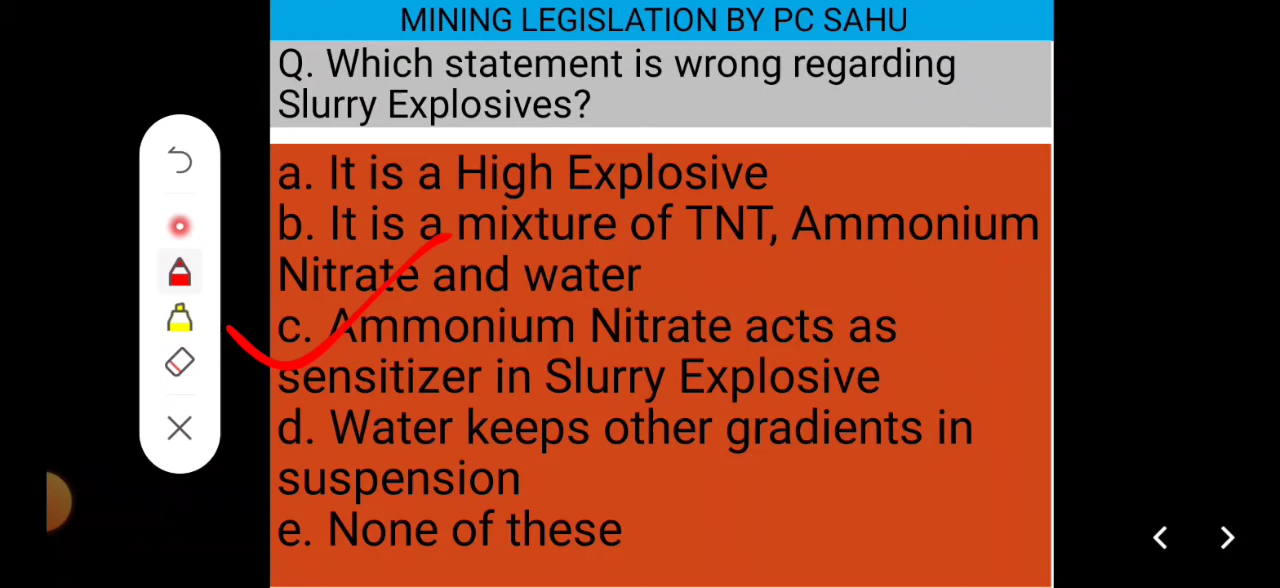 MINING LEGISLATION BY PC SAHU
Q. Which statement is wrong regarding
Slurry Explosives?
a. It is a High Explosive
b. It is a mixture of TNT, Ammonium
Nitrate and water
c. Ammonium Nitrate acts as
sensitizer in Slurry Explosive
d. Water keeps other gradients in
suspension
e. None of these